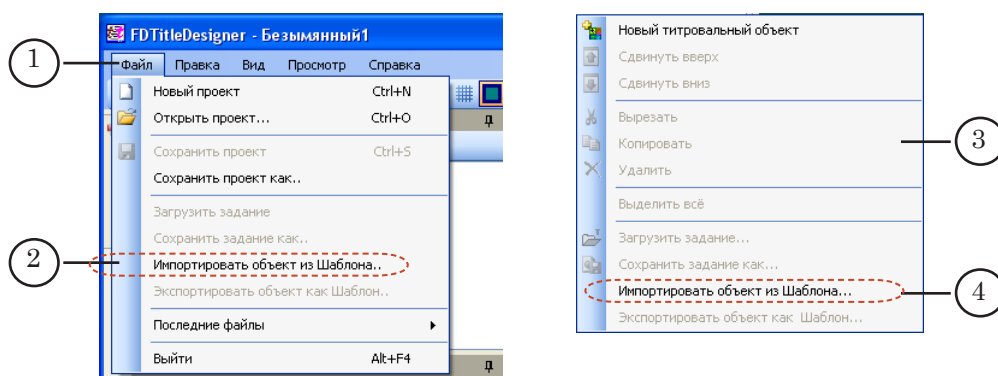 FDTitleDesigner - Безымянный1
1
Файл Правка Вид Просмотр Справка
Новый проект Ctrl+N
Открыть проект... Ctrl+O
Сохранить проект Ctrl+S
Сохранить проект как..
Загрузить задание
Сохранить задание как..
2
Импортировать объект из Шаблона..
Экспортировать объект как Шаблон..
Последние файлы
Выйти Alt+F4
Новый титровальный объект
Сдвинуть вверх
Сдвинуть вниз
Вырезать
Копировать
3
Удалить
Выделить всё
Загрузить задание...
Сохранить задание как...
Импортировать объект из Шаблона...
4
Экспортировать объект как Шаблон...